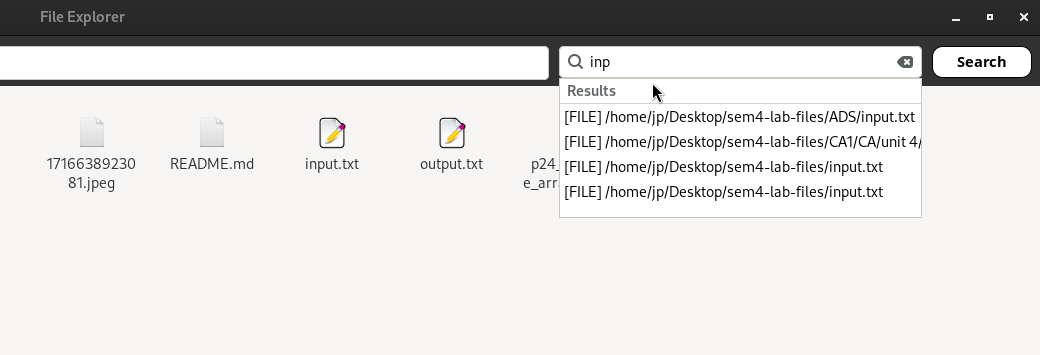 File Explorer
inp
Search
Results
[FILE] /home/jp/Desktop/sem4-lab-files/ADS/input.txt
[FILE] /home/jp/Desktop/sem4-lab-files/CA1/CA/unit 4/
[FILE] /home/jp/Desktop/sem4-lab-files/input.txt
[FILE] /home/jp/Desktop/sem4-lab-files/input.txt
17166389230
81.jpeg
README.md
input.txt
output.txt
p24_
e_arr